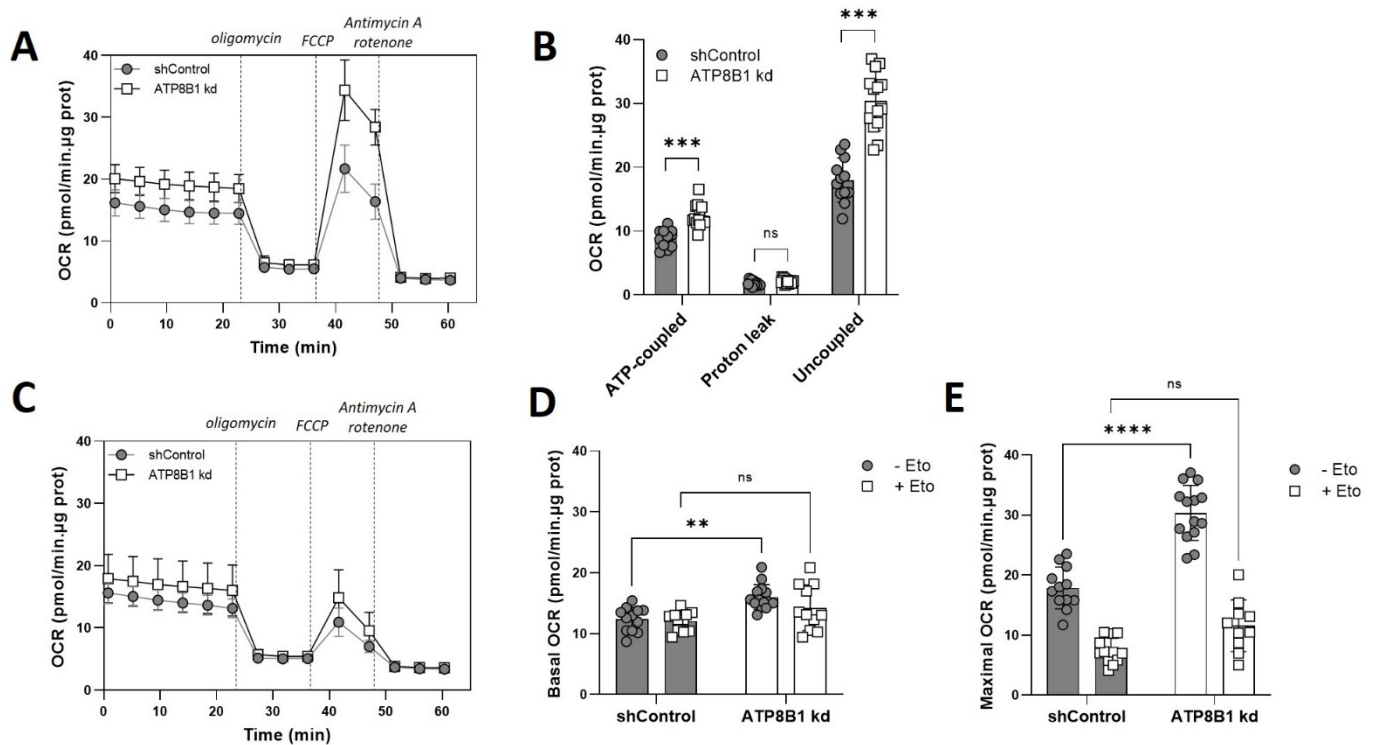 A
oligomycin
FCCP
Antimycin A
rotenone
shControl
ATP8B1 kd
OCR (pmol/min.µg prot)
40
30
20
10
0
0 10 20 30 40 50 60
Time (min)
B
shControl
ATP8B1 kd
***
ns
***
OCR (pmol/min.µg prot)
40
30
20
10
0
ATP-coupled
Proton leak
Uncoupled
C
oligomycin
FCCP
Antimycin A
rotenone
shControl
ATP8B1 kd
OCR (pmol/min.µg prot)
40
30
20
10
0
0 10 20 30 40 50 60
Time (min)
D
- Eto
+ Eto
ns
**
Basal OCR (pmol/min.µg prot)
40
30
20
10
0
shControl
ATP8B1 kd
E
ns
****
- Eto
+ Eto
Maximal OCR (pmol/min.µg prot)
40
30
20
10
0
shControl
ATP8B1 kd